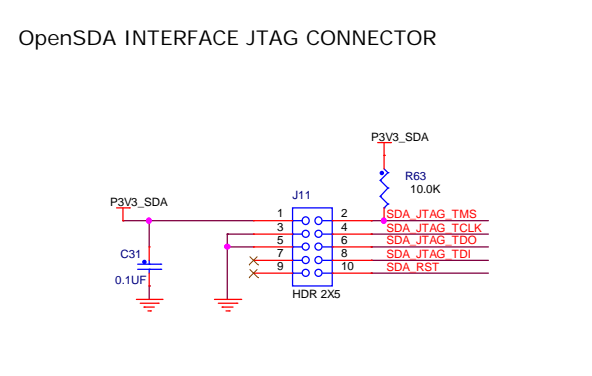 OpenSDA INTERFACE JTAG CONNECTOR
P3V3_SDA
R63
10.0K
P3V3_SDA
J11
1 2 SDA_JTAG_TMS
3 4 SDA_JTAG_TCLK
5 6 SDA_JTAG_TDO
7 8 SDA_JTAG_TDI
9 10 SDA_RST
C31
0.1UF
HDR 2X5